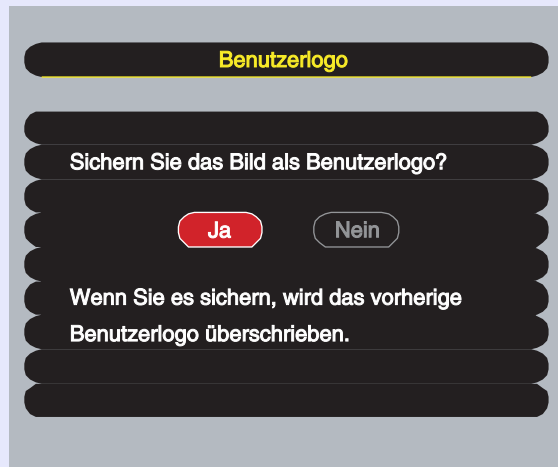 Benutzerlogo
Sichern Sie das Bild als Benutzerlogo?
Ja Nein
Wenn Sie es sichern, wird das vorherige
Benutzerlogo überschrieben.